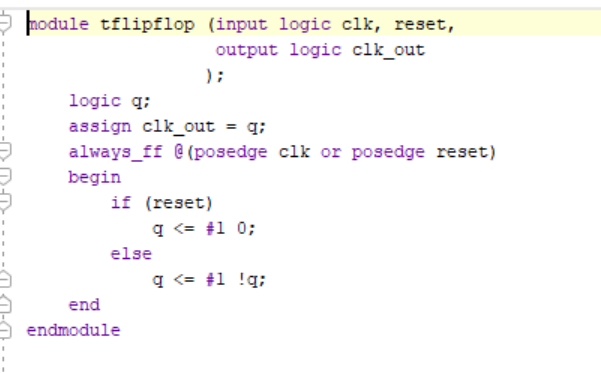 module tflipflop (input logic clk, reset,
                  output logic clk_out
                 );
    logic q;
    assign clk_out = q;
    always_ff @(posedge clk or posedge reset)
    begin
        if (reset)
            q <= #1 0;
        else
            q <= #1 !q;
    end
endmodule